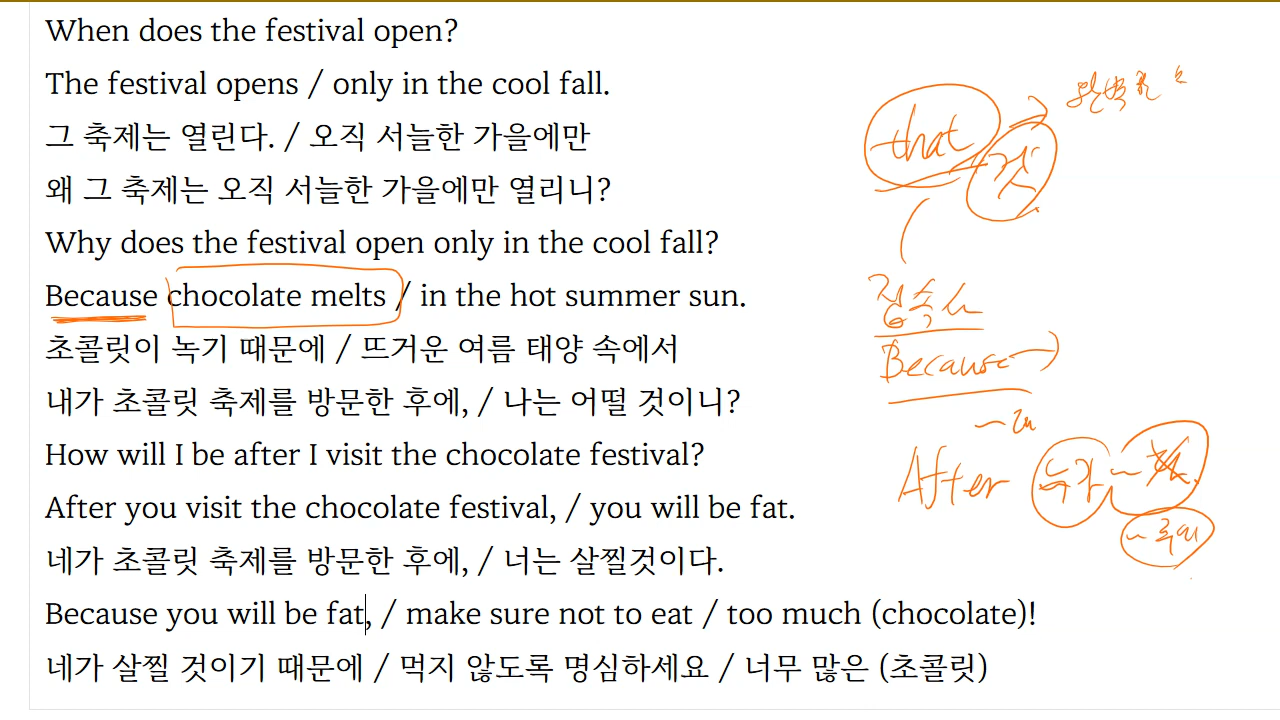 When does the festival open?
The festival opens / only in the cool fall.
그 축제는 열린다. / 오직 서늘한 가을에만
왜 그 축제는 오직 서늘한 가을에만 열리니?
Why does the festival open only in the cool fall?
Because chocolate melts / in the hot summer sun.
초콜릿이 녹기 때문에 / 뜨거운 여름 태양 속에서
내가 초콜릿 축제를 방문한 후에, / 나는 어떨 것이니?
How will I be after I visit the chocolate festival?
After you visit the chocolate festival, / you will be fat.
네가 초콜릿 축제를 방문한 후에, / 너는 살찔것이다.
Because you will be fat, / make sure not to eat / too much (chocolate)!
네가 살찔 것이기 때문에 / 먹지 않도록 명심하세요 / 너무 많은 (초콜릿)
that
것
접속사
Because
After 누가